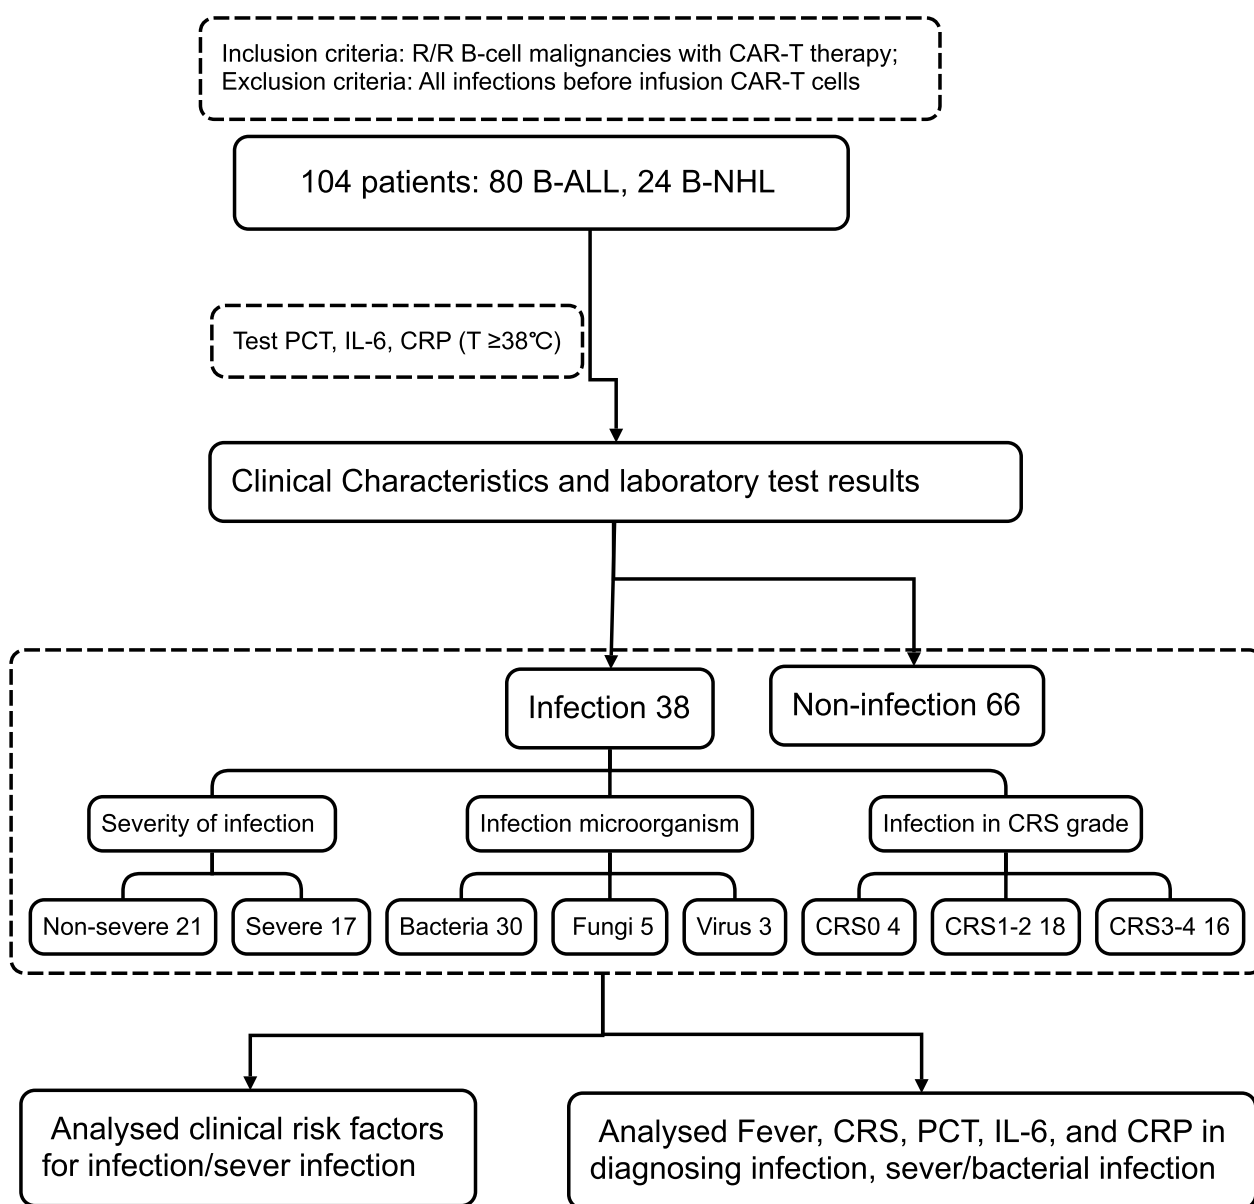 Inclusion criteria: R/R B-cell malignancies with CAR-T therapy;
Exclusion criteria: All infections before infusion CAR-T cells
104 patients: 80 B-ALL, 24 B-NHL
Test PCT, IL-6, CRP (T ≥38℃)
Clinical Characteristics and laboratory test results
Infection 38
Non-infection 66
Severity of infection
Infection microorganism
Infection in CRS grade
Non-severe 21
Severe 17
Bacteria 30
Fungi 5
Virus 3
CRS0 4
CRS1-2 18
CRS3-4 16
Analysed clinical risk factors
for infection/sever infection
Analysed Fever, CRS, PCT, IL-6, and CRP in
diagnosing infection, sever/bacterial infection